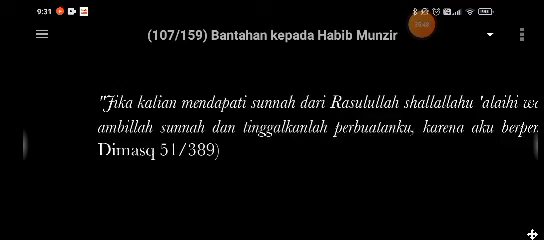 9:31
(107/159) Bantahan kepada Habib Munzir
"Jika kalian mendapati sunnah dari Rasulullah shallallahu 'alaihi wa
ambillah sunnah dan tinggalkanlah perbuatanku, karena aku
Dimasq 51/389)